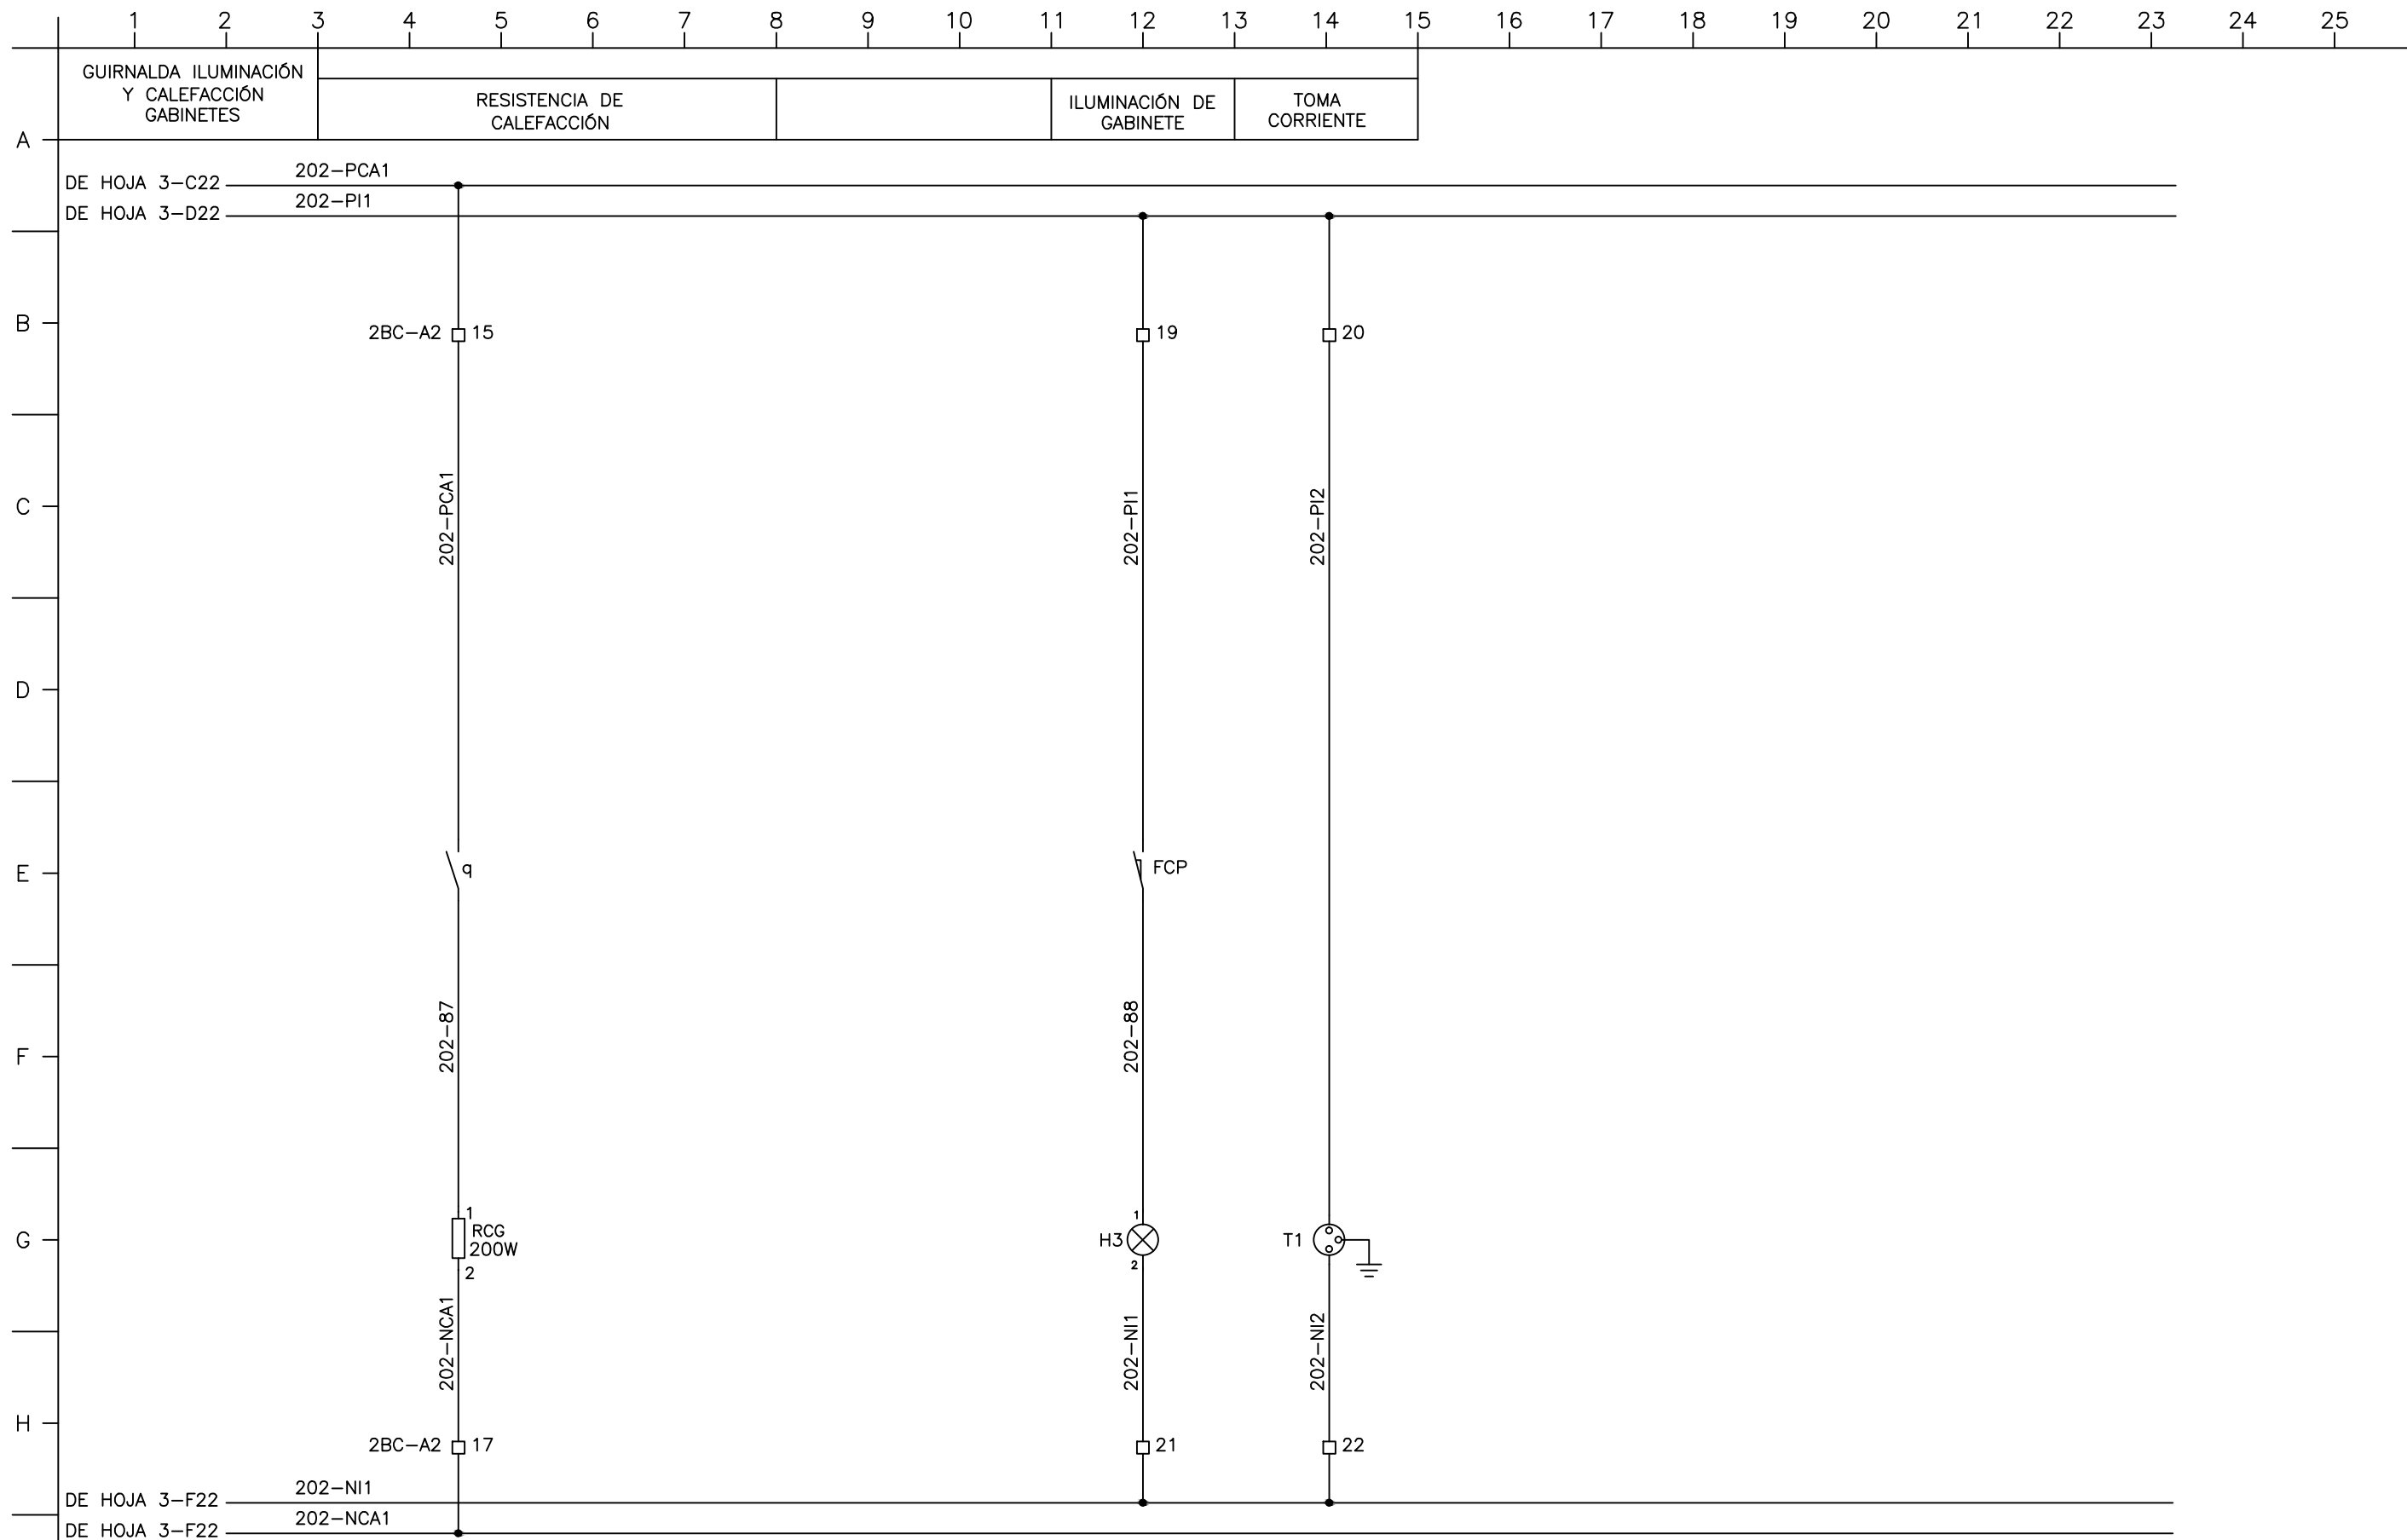 1 2 3 4 5 6 7 8 9 10 11 12 13 14 15 16 17 18 19 20 21 22 23 24 25
GUIRNALDA ILUMINACIÓN
Y CALEFACCIÓN
GABINETES
RESISTENCIA DE
CALEFACCIÓN
ILUMINACIÓN DE
GABINETE
TOMA
CORRIENTE
A
DE HOJA 3-C22 202-PCA1
DE HOJA 3-D22 202-PI1
B
2BC-A2 15
19
20
C
202-PCA1
202-PI1
202-PI2
D
E
q
FCP
F
202-87
202-88
G
1
RCG
200W
2
1
H3
2
T1
202-NCA1
202-NI1
202-NI2
H
2BC-A2 17
21
22
DE HOJA 3-F22 202-NI1
DE HOJA 3-F22 202-NCA1